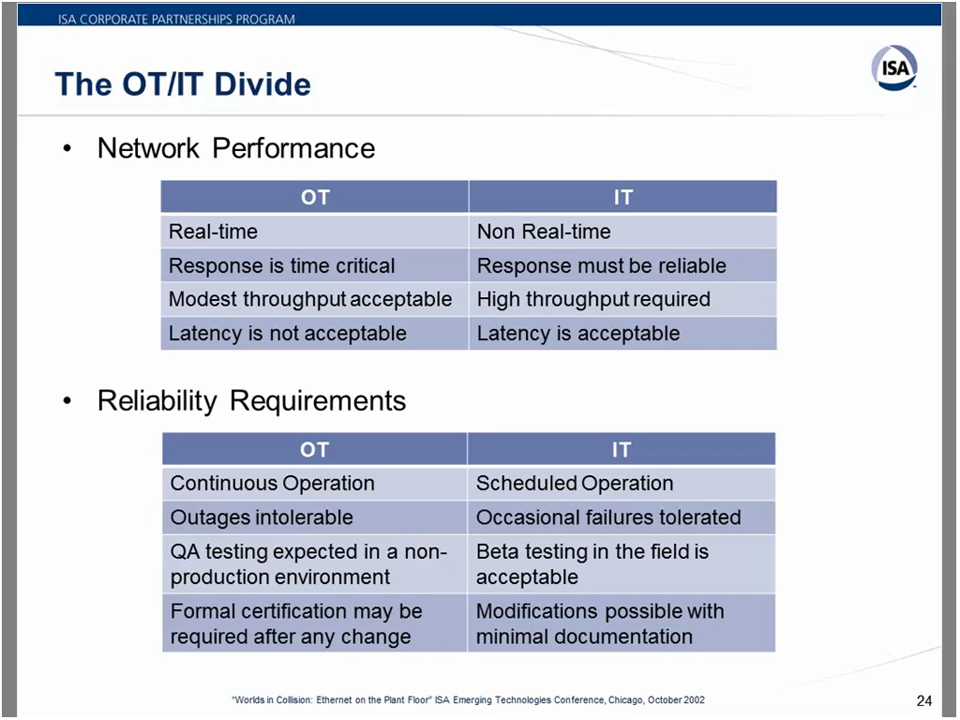 ISA CORPORATE PARTNERSHIPS PROGRAM
ISA
The OT/IT Divide
• Network Performance
OT IT
Real-time Non Real-time
Response is time critical Response must be reliable
Modest throughput acceptable High throughput required
Latency is not acceptable Latency is acceptable
• Reliability Requirements
OT IT
Continuous Operation Scheduled Operation
Outages intolerable Occasional failures tolerated
QA testing expected in a non- Beta testing in the field is
production environment acceptable
Formal certification may be Modifications possible with
required after any change minimal documentation
"Worlds in Collision: Ethernet on the Plant Floor" ISA Emerging Technologies Conference, Chicago, October 2002
24